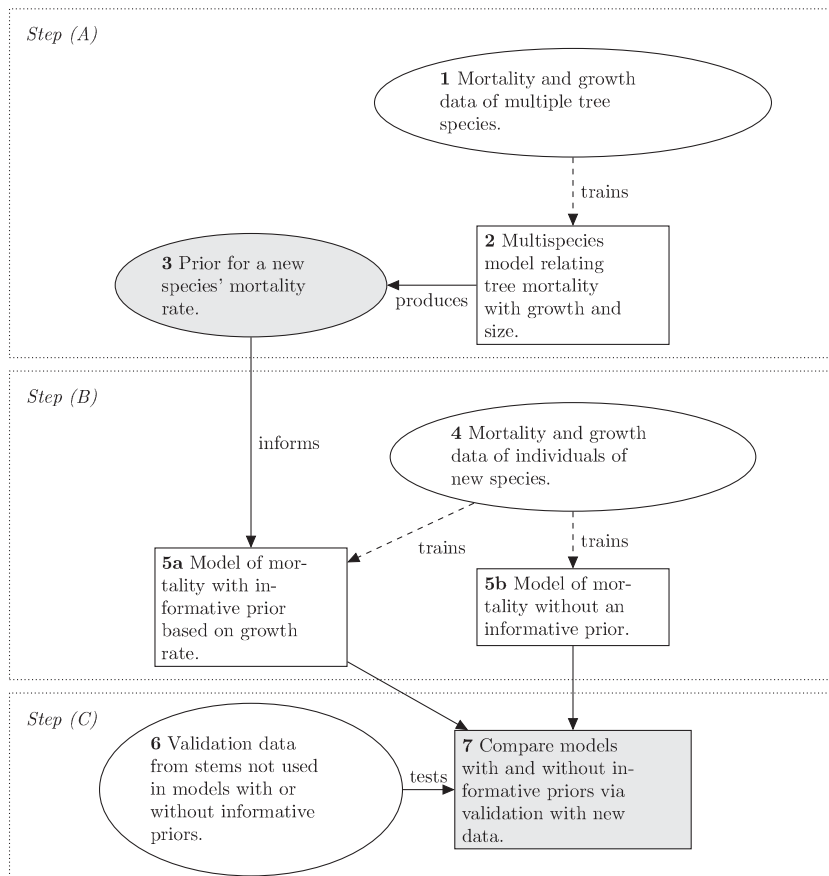 Step (A)
1 Mortality and growth
data of multiple tree
species.
trains
2 Multispecies
model relating
tree mortality
with growth and
size.
produces
3 Prior for a new
species' mortality
rate.
Step (B)
informs
4 Mortality and growth
data of individuals of
new species.
trains
trains
5a Model of mor-
tality with in-
formative prior
based on growth
rate.
5b Model of mor-
tality without an
informative prior.
Step (C)
6 Validation data
from stems not used
in models with or
without informative
priors.
tests
7 Compare models
with and without in-
formative priors via
validation with new
data.